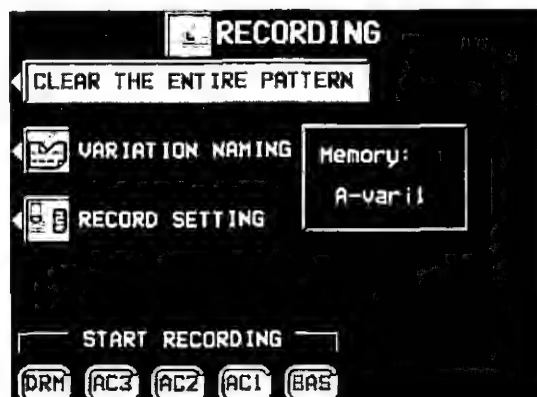 RECORDING
CLEAR THE ENTIRE PATTERN
VARIATION NAMING
Memory:
A-vari1
RECORD SETTING
START RECORDING
DRM AC3 AC2 AC1 BAS